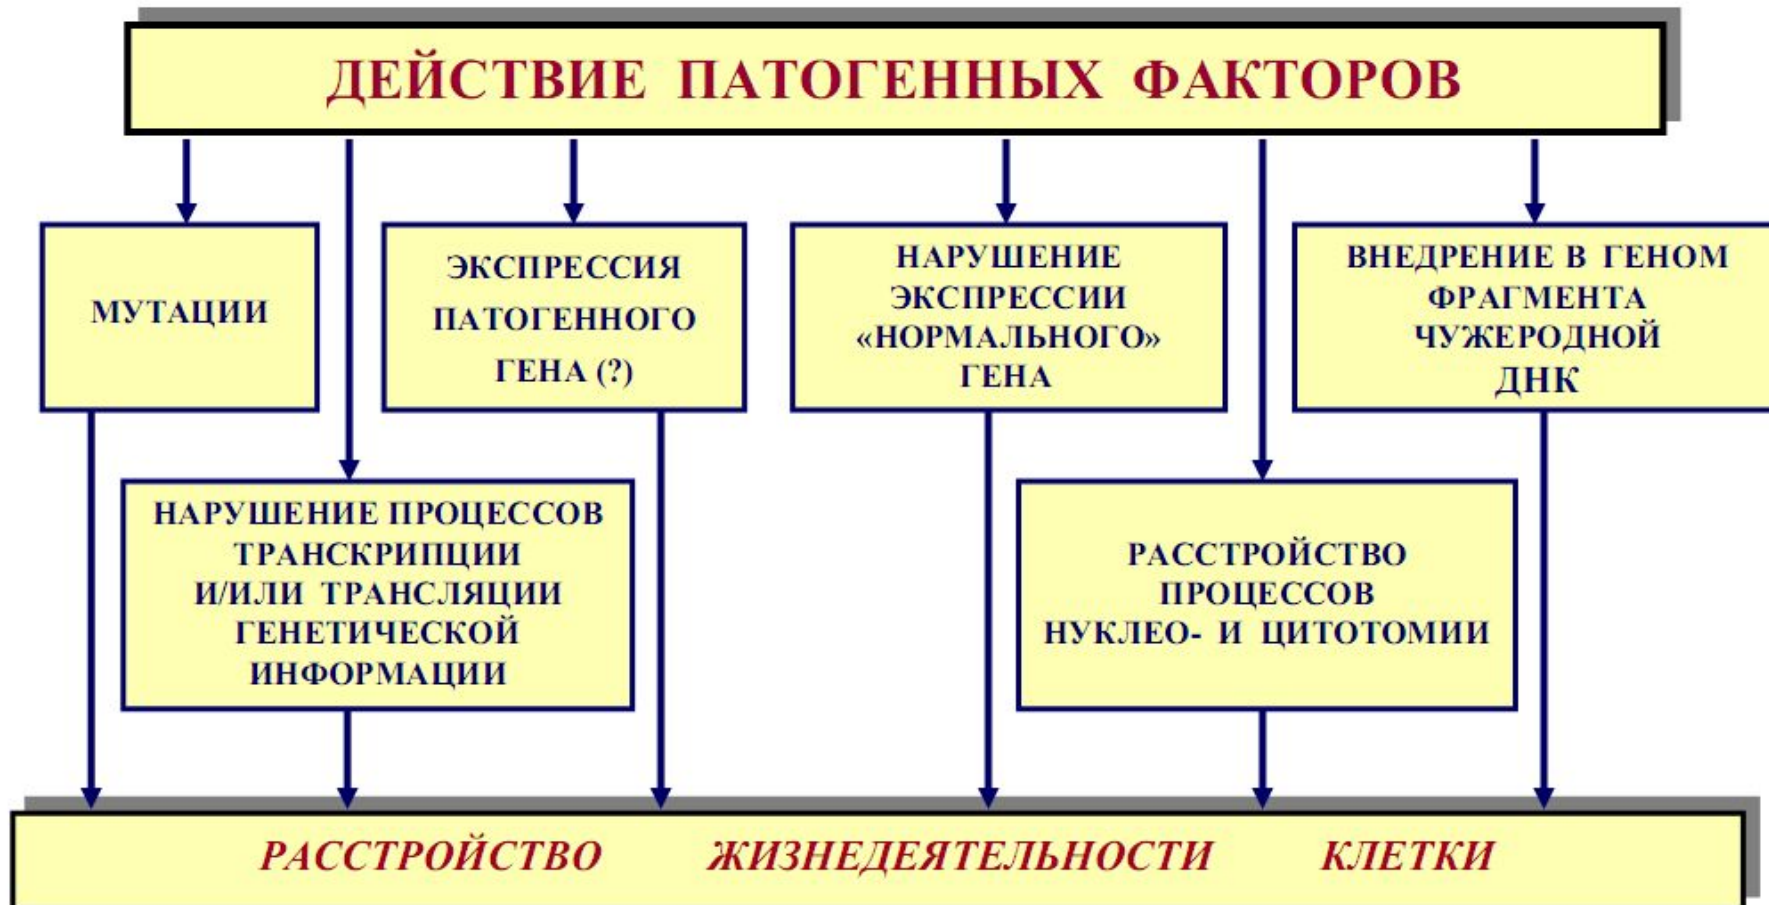 ДЕЙСТВИЕ ПАТОГЕННЫХ ФАКТОРОВ
МУТАЦИИ
ЭКСПРЕССИЯ
ПАТОГЕННОГО
ГЕНА (?)
НАРУШЕНИЕ
ЭКСПРЕССИИ
«НОРМАЛЬНОГО»
ГЕНА
ВНЕДРЕНИЕ В ГЕНОМ
ФРАГМЕНТА
ЧУЖЕРОДНОЙ
ДНК
НАРУШЕНИЕ ПРОЦЕССОВ
ТРАНСКРИПЦИИ
И/ИЛИ ТРАНСЛЯЦИИ
ГЕНЕТИЧЕСКОЙ
ИНФОРМАЦИИ
РАССТРОЙСТВО
ПРОЦЕССОВ
НУКЛЕО- И ЦИТОТОМИИ
РАССТРОЙСТВО ЖИЗНЕДЕЯТЕЛЬНОСТИ КЛЕТКИ